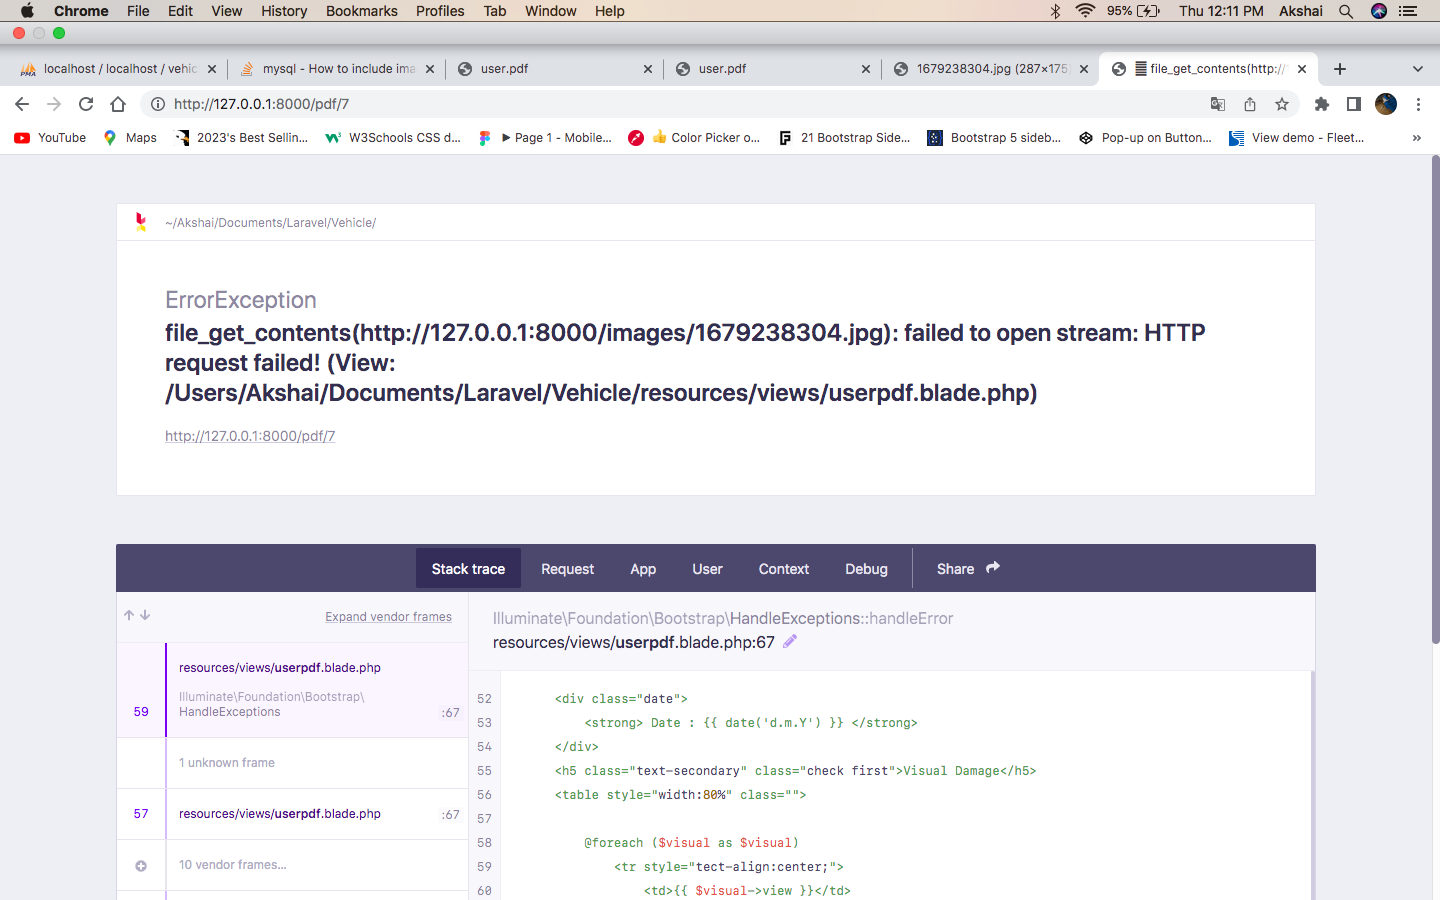 Chrome File Edit View History Bookmarks Profiles Tab Window Help 95% Thu 12:11 PM Akshai
PMA localhost / localhost / vehic mysql - How to include ima user.pdf user.pdf 1679238304.jpg (287×175) file_get_contents(http://
http://127.0.0.1:8000/pdf/7
YouTube Maps 2023's Best Sellin... W3Schools CSS d... Page 1 - Mobile... Color Picker o... 21 Bootstrap Side... Bootstrap 5 sideb... Pop-up on Button... View demo - Fleet... »
~/Akshai/Documents/Laravel/Vehicle/
ErrorException
file_get_contents(http://127.0.0.1:8000/images/1679238304.jpg): failed to open stream: HTTP
request failed! (View:
/Users/Akshai/Documents/Laravel/Vehicle/resources/views/userpdf.blade.php)
http://127.0.0.1:8000/pdf/7
Stack trace Request App User Context Debug Share
Expand vendor frames
resources/views/userpdf.blade.php
Illuminate\Foundation\Bootstrap\
59 HandleExceptions :67
1 unknown frame
57 resources/views/userpdf.blade.php :67
10 vendor frames...
Illuminate\Foundation\Bootstrap\HandleExceptions::handleError
resources/views/userpdf.blade.php:67
52 <div class="date">
53 <strong> Date : {{ date('d.m.Y') }} </strong>
54 </div>
55 <h5 class="text-secondary" class="check first">Visual Damage</h5>
56 <table style="width:80%" class="">
57
58 @foreach ($visual as $visual)
59 <tr style="tect-align:center;">
60 <td>{{ $visual->view }}</td>